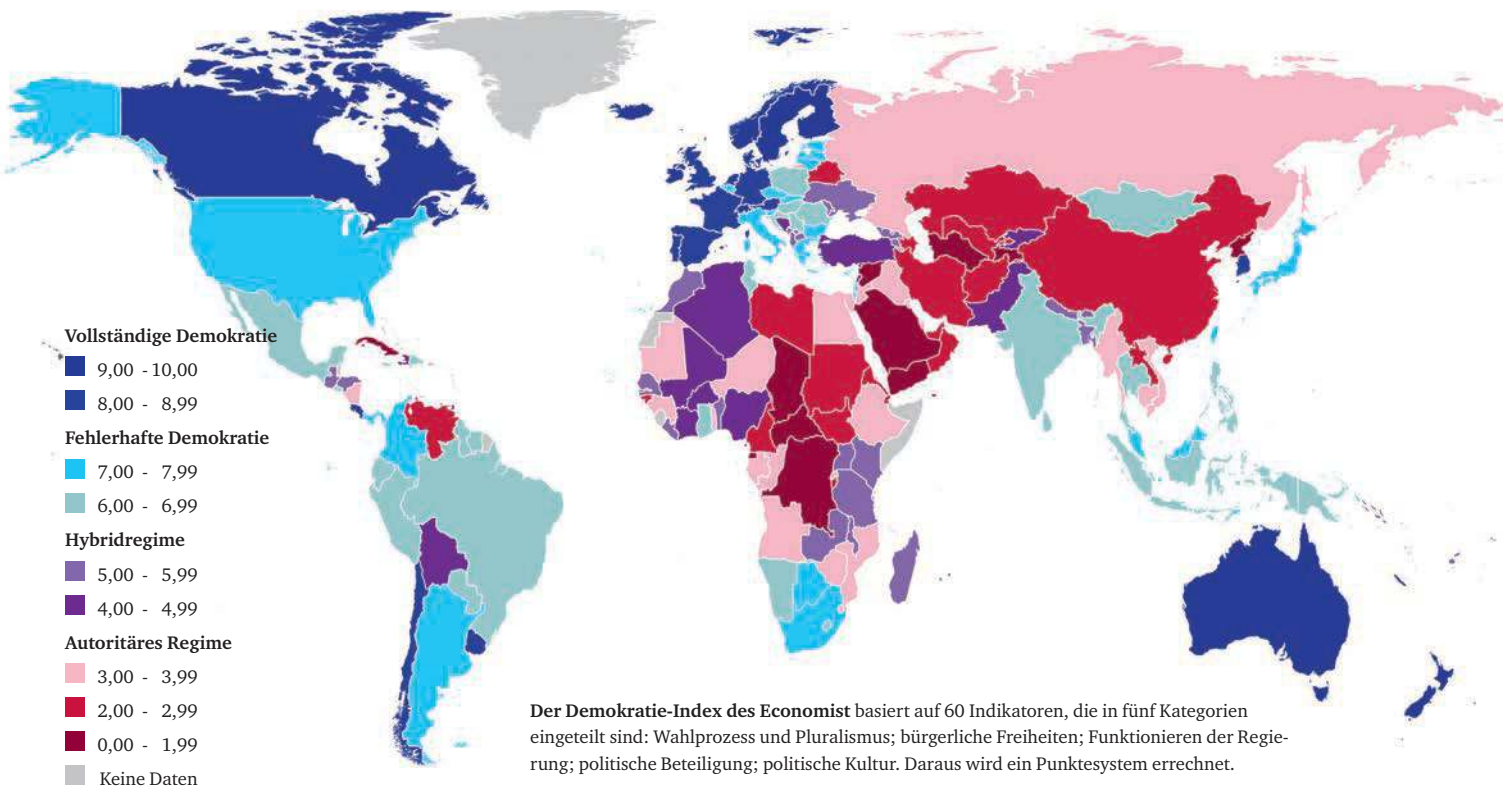 Vollständige Demokratie
9,00 - 10,00
8,00 - 8,99
Fehlerhafte Demokratie
7,00 - 7,99
6,00 - 6,99
Hybridregime
5,00 - 5,99
4,00 - 4,99
Autoritäres Regime
3,00 - 3,99
2,00 - 2,99
0,00 - 1,99
Keine Daten
Der Demokratie-Index des Economist basiert auf 60 Indikatoren, die in fünf Kategorien
eingeteilt sind: Wahlprozess und Pluralismus; bürgerliche Freiheiten; Funktionieren der Regie-
rung; politische Beteiligung; politische Kultur. Daraus wird ein Punktesystem errechnet.